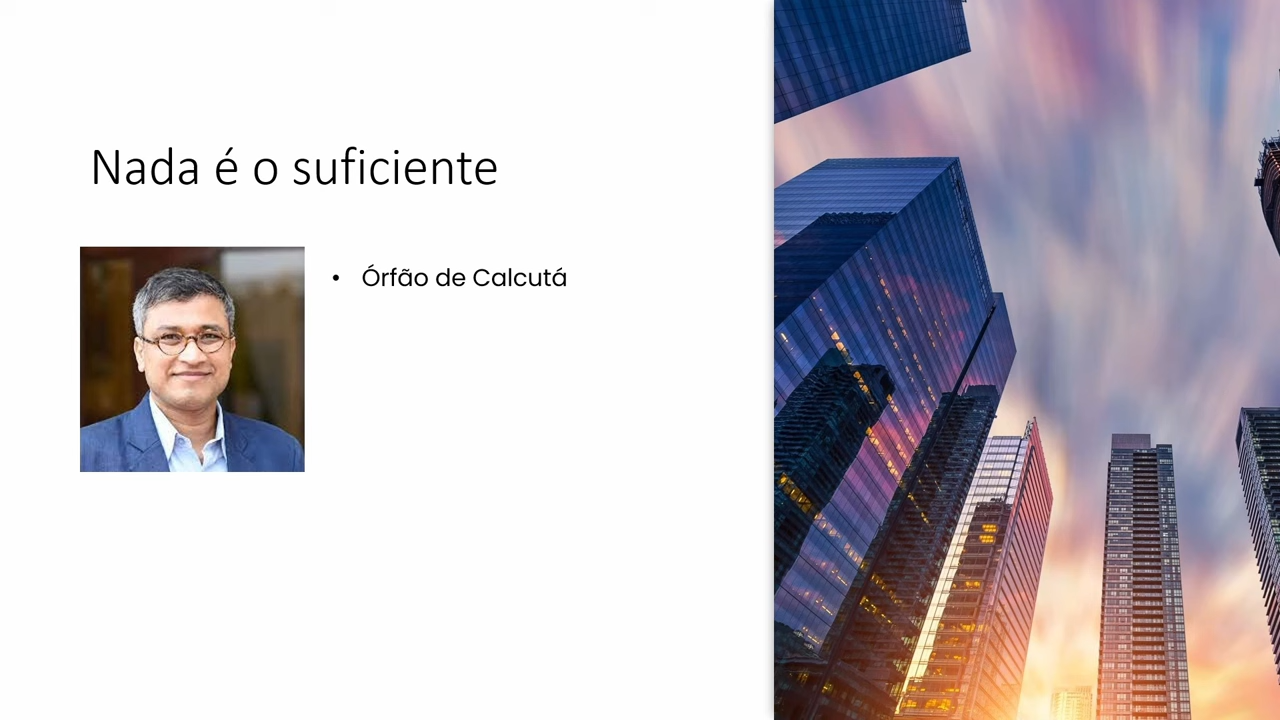 Nada é o suficiente
• Órfão de Calcutá